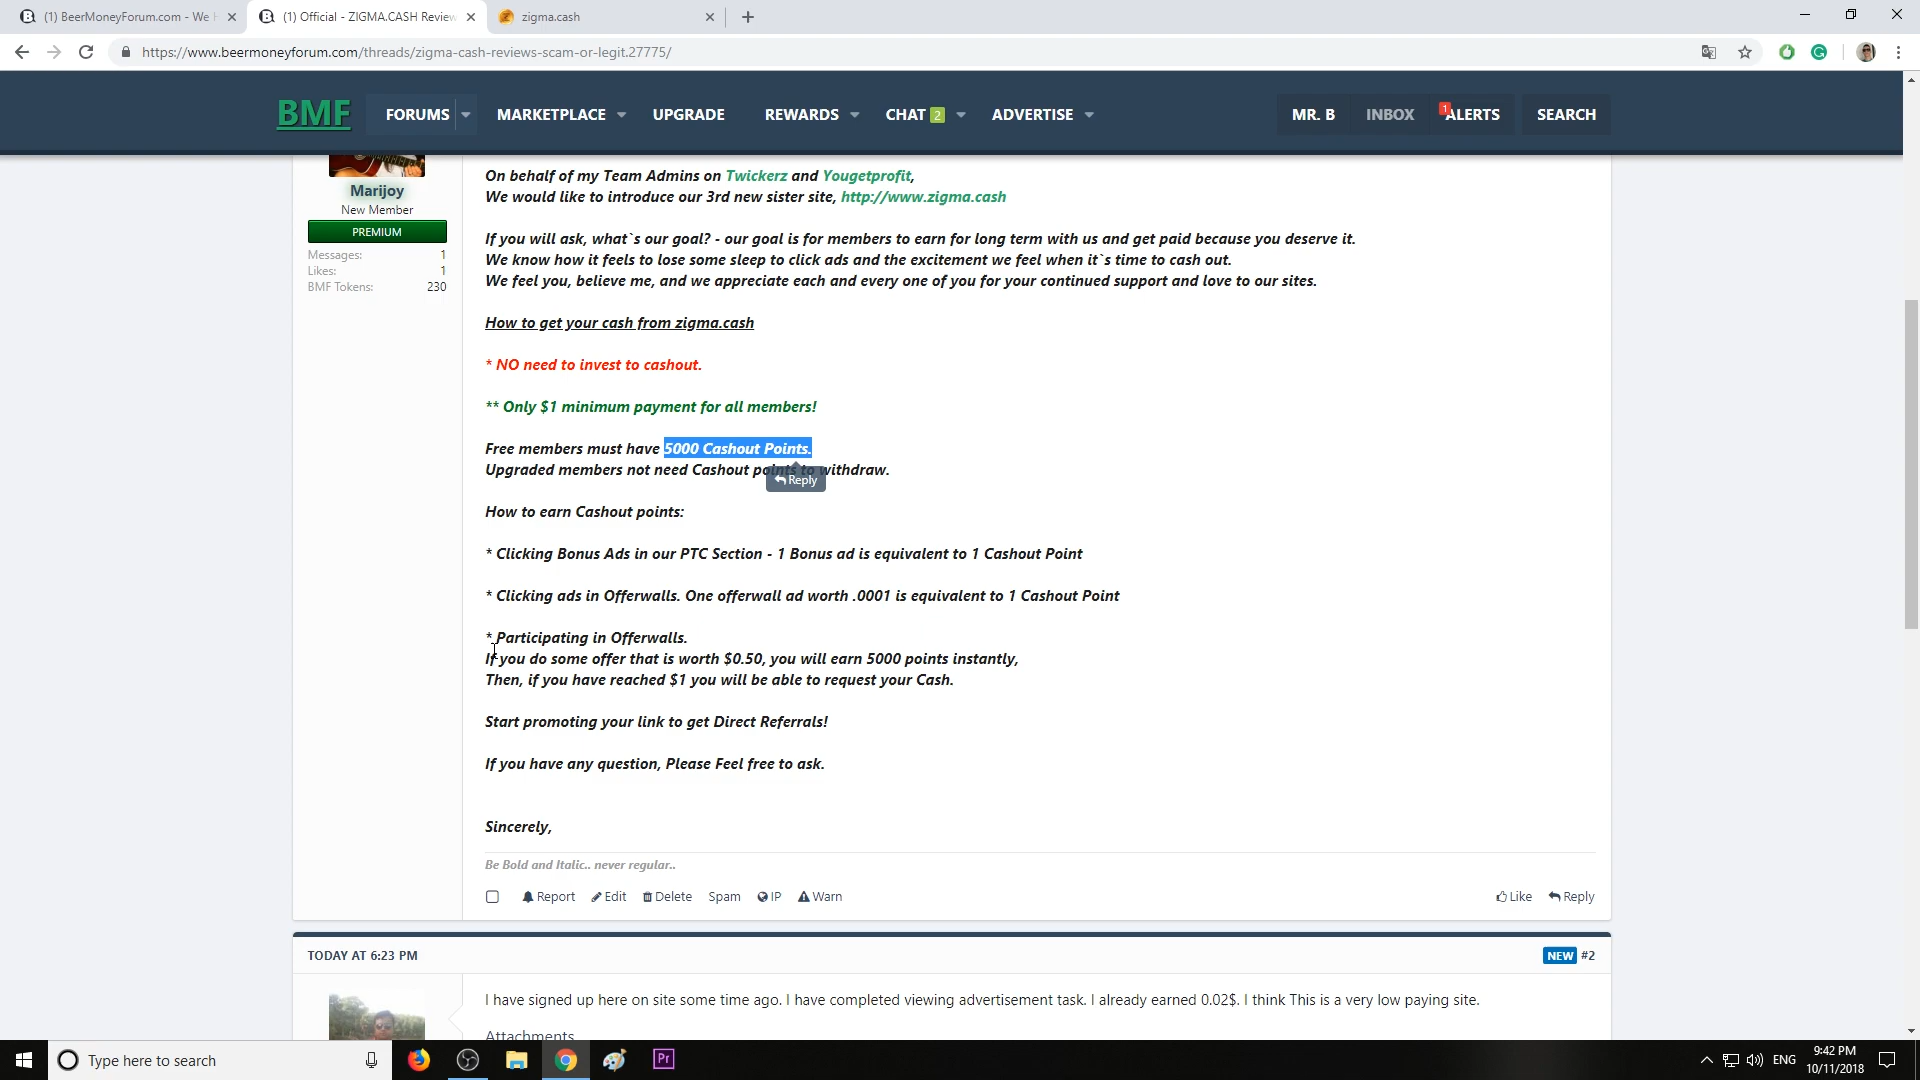 (1) BeerMoneyForum.com - We H
(1) Official - ZIGMA.CASH Review
zigma.cash
https://www.beermoneyforum.com/threads/zigma-cash-reviews-scam-or-legit.27775/
BMF
FORUMS
MARKETPLACE
UPGRADE
REWARDS
CHAT 2
ADVERTISE
MR. B
INBOX
1
ALERTS
SEARCH
Marijoy
New Member
PREMIUM
Messages: 1
Likes: 1
BMF Tokens: 230
On behalf of my Team Admins on Twickerz and Yougetprofit,
We would like to introduce our 3rd new sister site, http://www.zigma.cash
If you will ask, what`s our goal? - our goal is for members to earn for long term with us and get paid because you deserve it.
We know how it feels to lose some sleep to click ads and the excitement we feel when it`s time to cash out.
We feel you, believe me, and we appreciate each and every one of you for your continued support and love to our sites.
How to get your cash from zigma.cash
* NO need to invest to cashout.
** Only $1 minimum payment for all members!
Free members must have 5000 Cashout Points.
Upgraded members not need Cashout points to withdraw.
Reply
How to earn Cashout points:
* Clicking Bonus Ads in our PTC Section - 1 Bonus ad is equivalent to 1 Cashout Point
* Clicking ads in Offerwalls. One offerwall ad worth .0001 is equivalent to 1 Cashout Point
* Participating in Offerwalls.
If you do some offer that is worth $0.50, you will earn 5000 points instantly,
Then, if you have reached $1 you will be able to request your Cash.
Start promoting your link to get Direct Referrals!
If you have any question, Please Feel free to ask.
Sincerely,
Be Bold and Italic.. never regular..
Report Edit Delete Spam IP Warn
Like Reply
TODAY AT 6:23 PM
NEW #2
I have signed up here on site some time ago. I have completed viewing advertisement task. I already earned 0.02$. I think This is a very low paying site.
Attachments
Type here to search
Pr
ENG
9:42 PM
10/11/2018